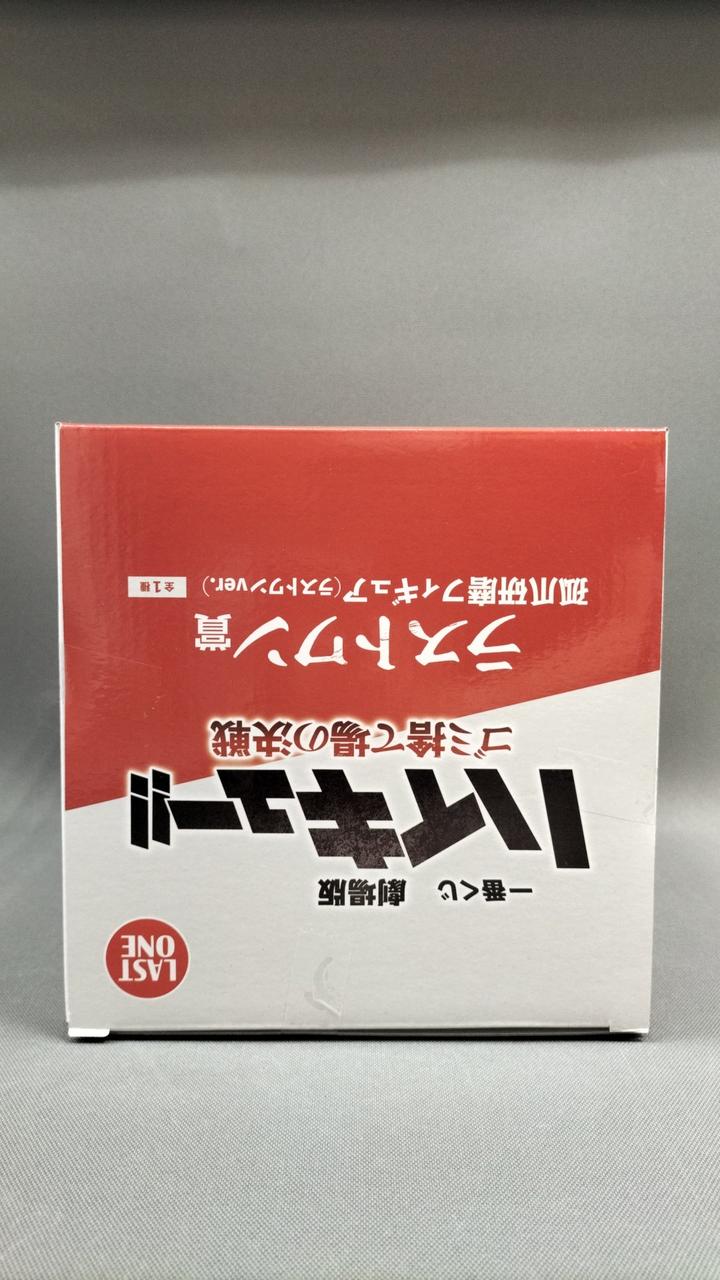 LAST
ONE
一番くじ 劇場版
ハイキュー!!
ゴミ捨て場の決戦
ラストワン賞
孤爪研磨フィギュア(ラストワンver.) 全1種